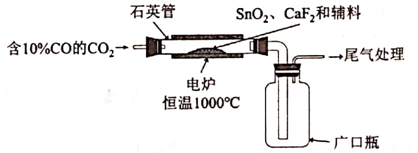 石英管
SnO₂、CaF₂和辅料
含10%CO的CO₂
尾气处理
电炉
恒温1000℃
广口瓶